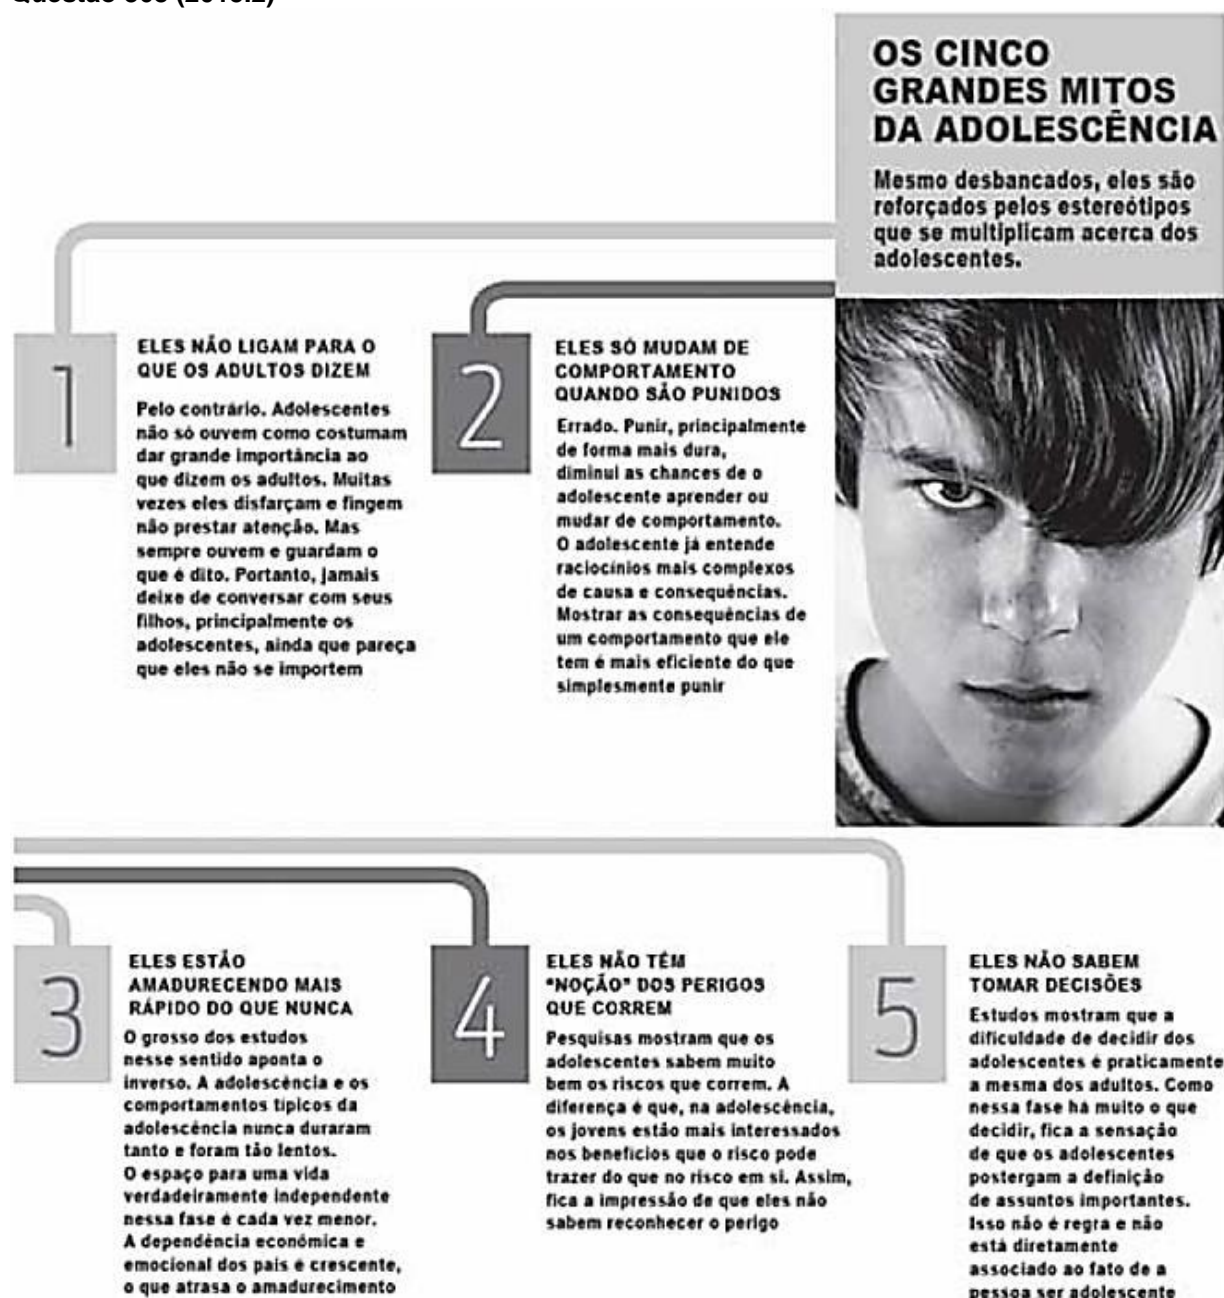 OS CINCO
GRANDES MITOS
DA ADOLESCÊNCIA
Mesmo desbancados, eles são
reforçados pelos estereótipos
que se multiplicam acerca dos
adolescentes.
1
ELES NÃO LIGAM PARA O
QUE OS ADULTOS DIZEM
Pelo contrário. Adolescentes
não só ouvem como costumam
dar grande importância ao
que dizem os adultos. Muitas
vezes eles disfarçam e fingem
não prestar atenção. Mas
sempre ouvem e guardam o
que é dito. Portanto, jamais
deixe de conversar com seus
filhos, principalmente os
adolescentes, ainda que pareça
que eles não se importem
2
ELES SÓ MUDAM DE
COMPORTAMENTO
QUANDO SÃO PUNIDOS
Errado. Punir, principalmente
de forma mais dura,
diminui as chances de o
adolescente aprender ou
mudar de comportamento.
O adolescente já entende
raciocínios mais complexos
de causa e consequências.
Mostrar as consequências de
um comportamento que ele
tem é mais eficiente do que
simplesmente punir
3
ELES ESTÃO
AMADURECENDO MAIS
RÁPIDO DO QUE NUNCA
O grosso dos estudos
nesse sentido aponta o
inverso. A adolescência e os
comportamentos típicos da
adolescência nunca duraram
tanto e foram tão lentos.
O espaço para uma vida
verdadeiramente independente
nessa fase é cada vez menor.
A dependência econômica e
emocional dos pais é crescente,
o que atrasa o amadurecimento
4
ELES NÃO TÊM
"NOÇÃO" DOS PERIGOS
QUE CORREM
Pesquisas mostram que os
adolescentes sabem muito
bem os riscos que correm. A
diferença é que, na adolescência,
os jovens estão mais interessados
nos benefícios que o risco pode
trazer do que no risco em si. Assim,
fica a impressão de que eles não
sabem reconhecer o perigo
5
ELES NÃO SABEM
TOMAR DECISÕES
Estudos mostram que a
dificuldade de decidir dos
adolescentes é praticamente
a mesma dos adultos. Como
nessa fase há muito o que
decidir, fica a sensação
de que os adolescentes
postergam a definição
de assuntos importantes.
Isso não é regra e não
está diretamente
associado ao fato de a
pessoa ser adolescente